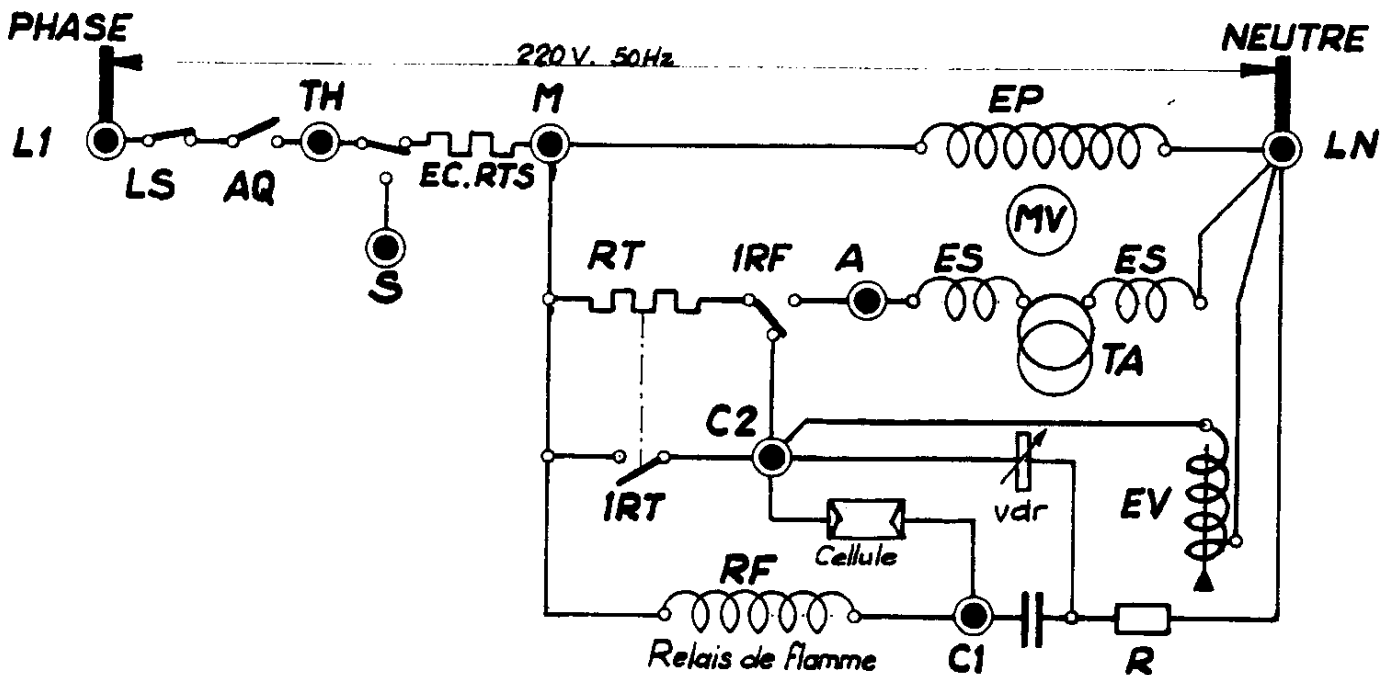 PHASE
NEUTRE
220 V. 50Hz
TH
M
EP
L1
LN
LS
AQ
EC.RTS
MV
S
RT
1RF
A
ES
ES
TA
C2
1RT
vdr
EV
Cellule
RF
Relais de flamme
C1
R